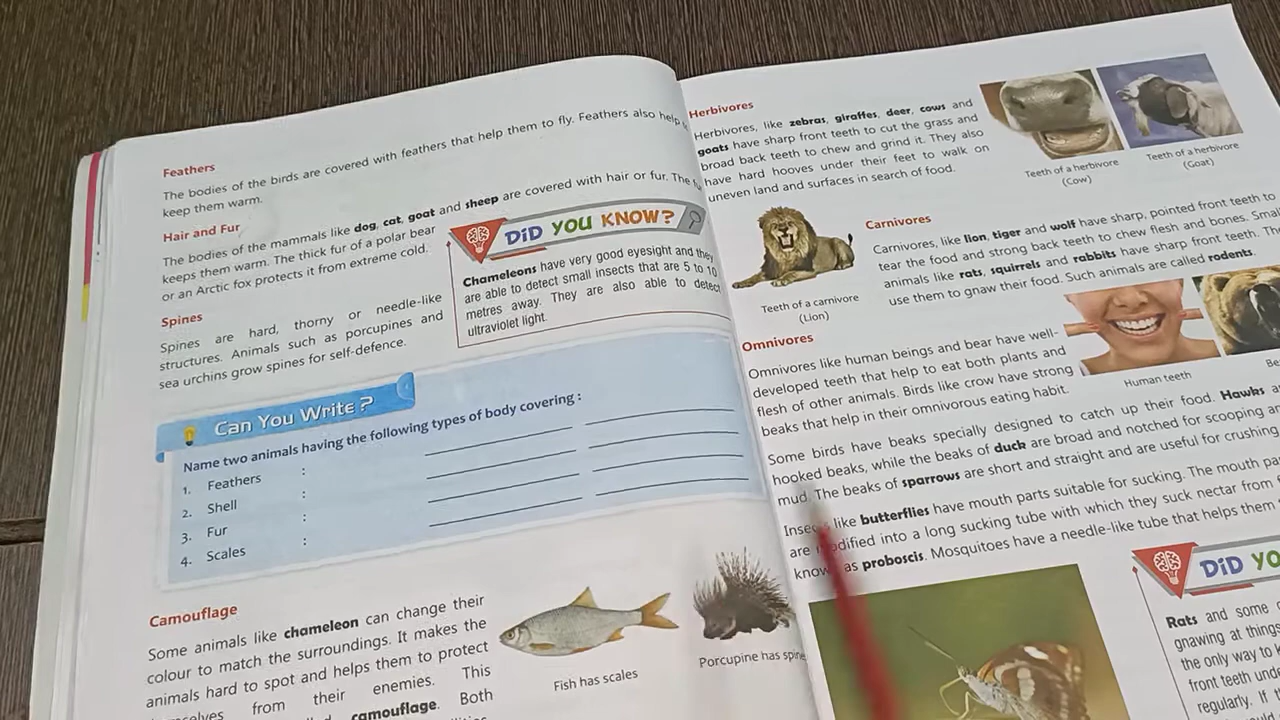 Feathers
The bodies of the birds are covered with feathers that help them to fly. Feathers also help
keep them warm.
Hair and Fur
The bodies of the mammals like dog, cat, goat and sheep are covered with hair or fur. The
keeps them warm. The thick fur of a polar bear
or an Arctic fox protects it from extreme cold.
Spines
Spines are hard, thorny or needle-like
structures. Animals such as porcupines and
sea urchins grow spines for self-defence.
DiD YOU KNOW?
Chameleons have very good eyesight and they
are able to detect small insects that are 5 to 10
metres away. They are also able to detect
ultraviolet light.
Can You Write?
Name two animals having the following types of body covering :
1. Feathers :
2. Shell :
3. Fur :
4. Scales :
Camouflage
Some animals like chameleon can change their
colour to match the surroundings. It makes the
animals hard to spot and helps them to protect
from their enemies. This
camouflage. Both
Fish has scales
Porcupine has
Herbivores
Herbivores, like zebras, giraffes, deer, cows and
goats have sharp front teeth to cut the grass and
broad back teeth to chew and grind it. They also
have hard hooves under their feet to walk on
uneven land and surfaces in search of food.
Teeth of a herbivore
(Cow)
Teeth of a herbivore
(Goat)
Carnivores
Carnivores, like lion, tiger and wolf have sharp, pointed front teeth to
tear the food and strong back teeth to chew flesh and bones.
animals like rats, squirrels and rabbits have sharp front teeth.
use them to gnaw their food. Such animals are called rodents.
Teeth of a carnivore
(Lion)
Omnivores
Omnivores like human beings and bear have well-
developed teeth that help to eat both plants and
flesh of other animals. Birds like crow have strong
beaks that help in their omnivorous eating habit.
Human teeth
Some birds have beaks specially designed to catch up their food. Hawks
hooked beaks, while the beaks of duck are broad and notched for scooping
mud. The beaks of sparrows are short and straight and are useful for crushing,
like butterflies have mouth parts suitable for sucking. The mouth
are into a long sucking tube with which they suck nectar from
as proboscis. Mosquitoes have a needle-like tube that helps them
DiD
Rats and some
gnawing at things
the only way to
front teeth
regularly. If